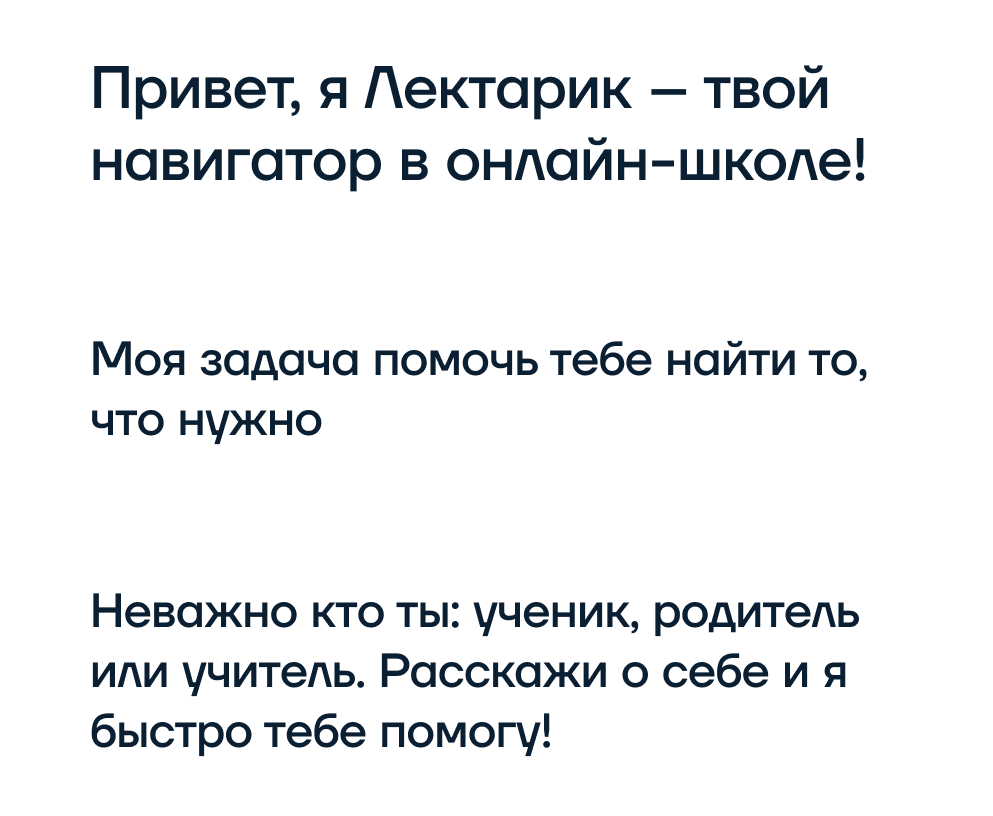 Привет, я Лектарик – твой
навигатор в онлайн-школе!
Моя задача помочь тебе найти то,
что нужно
Неважно кто ты: ученик, родитель
или учитель. Расскажи о себе и я
быстро тебе помогу!